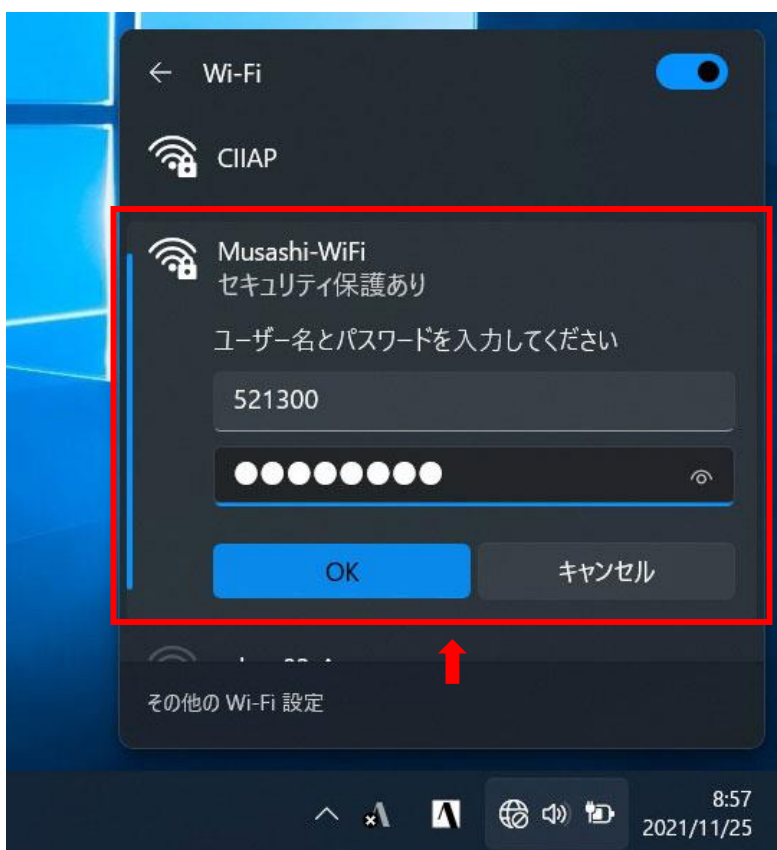 Wi-Fi
CIIAP
Musashi-WiFi
セキュリティ保護あり
ユーザー名とパスワードを入力してください
521300
●●●●●●●●
OK
キャンセル
その他の Wi-Fi 設定
8:57
2021/11/25